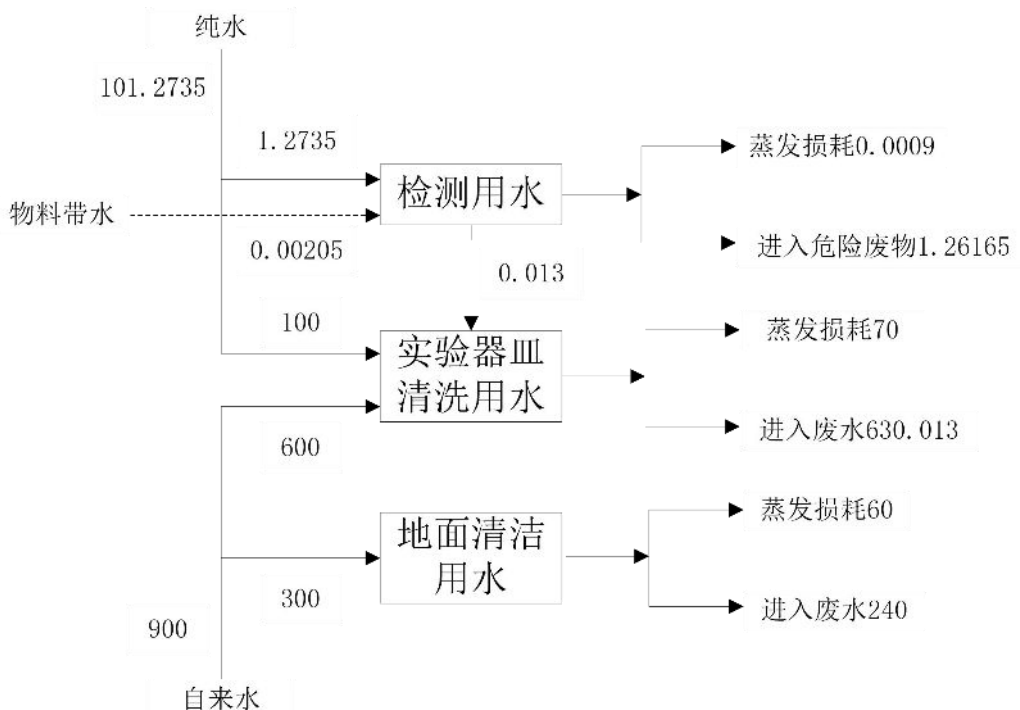 纯水
101.2735
1.2735
检测用水
蒸发损耗0.0009
物料带水
0.00205
0.013
进入危险废物1.26165
100
实验器皿
清洗用水
蒸发损耗70
进入废水630.013
600
地面清洁
用水
蒸发损耗60
300
进入废水240
900
自来水